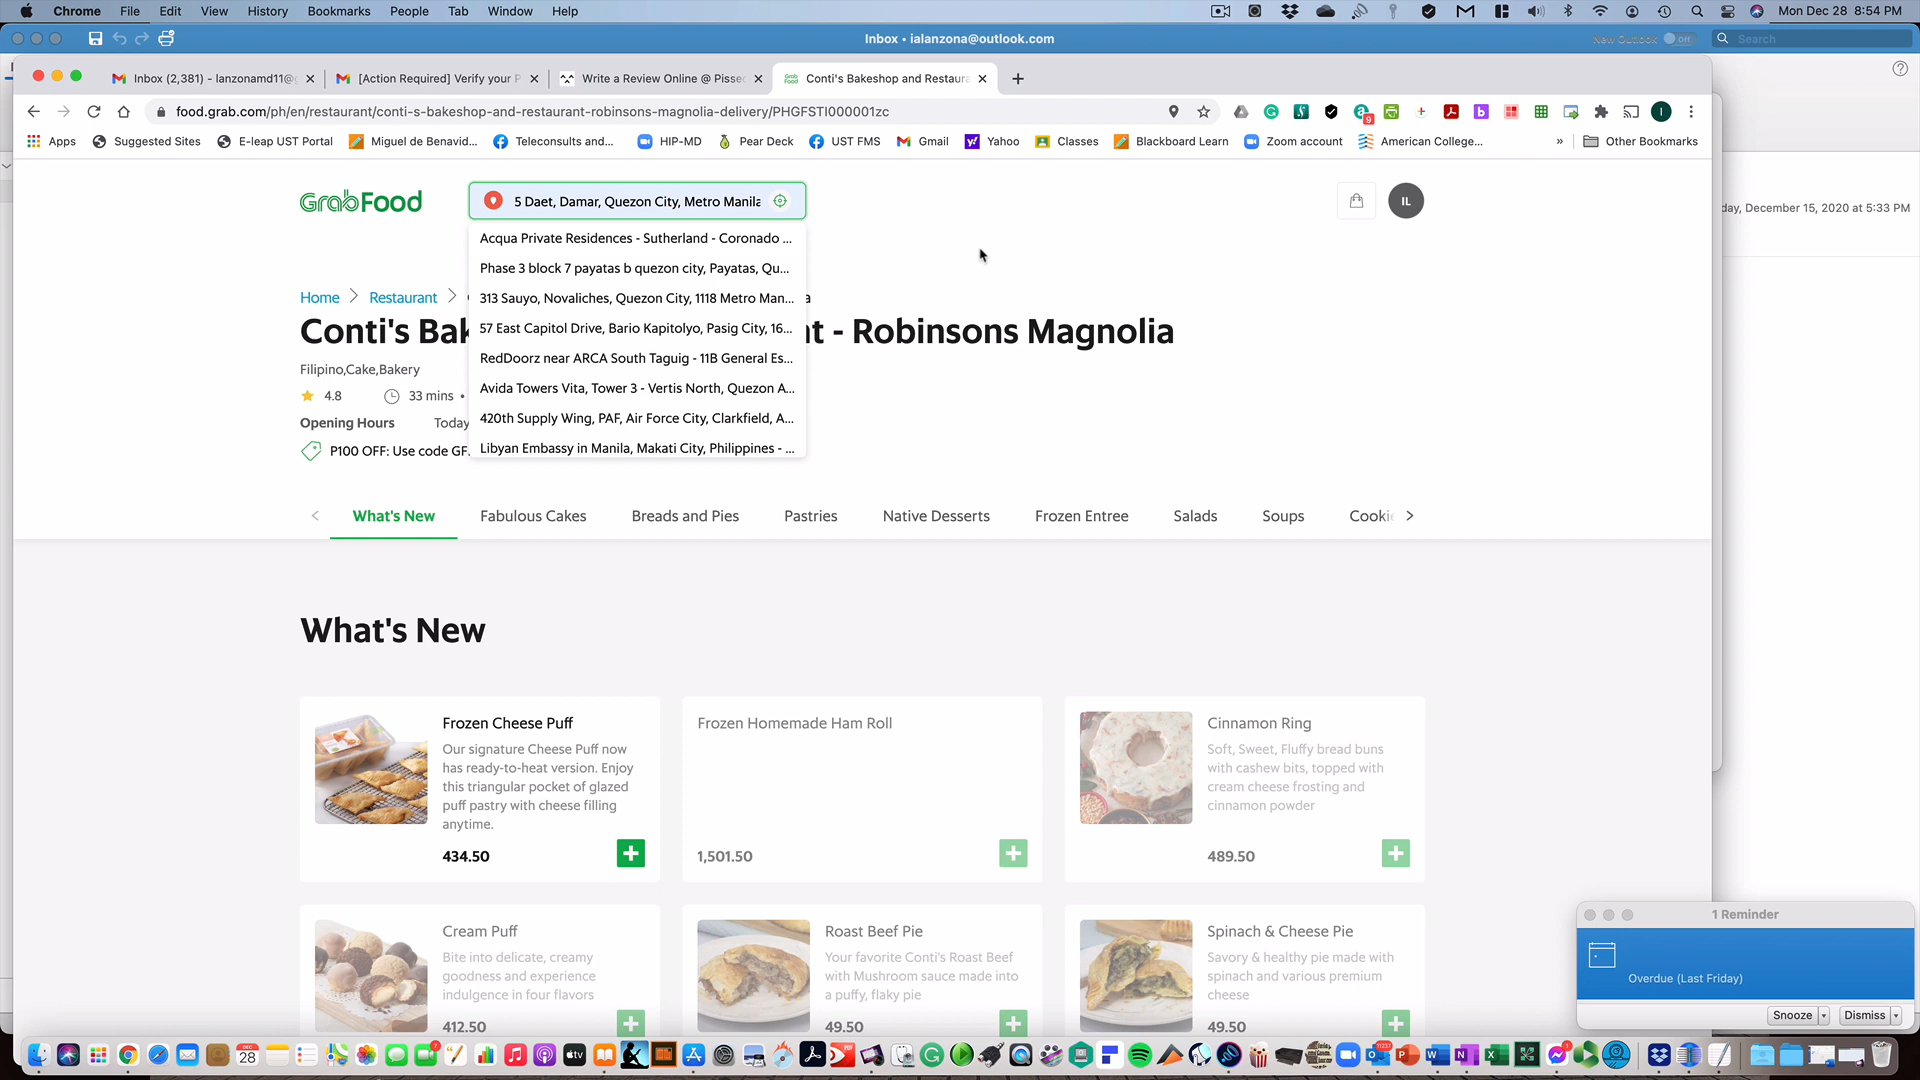 Chrome File Edit View History Bookmarks People Tab Window Help
Mon Dec 28 8:54 PM
Inbox • ialanzona@outlook.com
New Outlook Off
Search
Inbox (2,381) - lanzonamd11@g
[Action Required] Verify your P
Write a Review Online @ Pissed
Conti's Bakeshop and Restaura
food.grab.com/ph/en/restaurant/conti-s-bakeshop-and-restaurant-robinsons-magnolia-delivery/PHGFSTI000001zc
9
Apps Suggested Sites E-leap UST Portal Miguel de Benavid... Teleconsults and... HIP-MD Pear Deck UST FMS Gmail Yahoo Classes Blackboard Learn Zoom account American College... » Other Bookmarks
GrabFood
5 Daet, Damar, Quezon City, Metro Manila
IL
day, December 15, 2020 at 5:33 PM
Acqua Private Residences - Sutherland - Coronado ...
Phase 3 block 7 payatas b quezon city, Payatas, Qu...
313 Sauyo, Novaliches, Quezon City, 1118 Metro Man...
57 East Capitol Drive, Bario Kapitolyo, Pasig City, 16...
RedDoorz near ARCA South Taguig - 11B General Es...
Avida Towers Vita, Tower 3 - Vertis North, Quezon A...
420th Supply Wing, PAF, Air Force City, Clarkfield, A...
Libyan Embassy in Manila, Makati City, Philippines - ...
Home > Restaurant >
Conti's Bak t - Robinsons Magnolia
Filipino,Cake,Bakery
4.8 33 mins •
Opening Hours Today
P100 OFF: Use code GF
What's New Fabulous Cakes Breads and Pies Pastries Native Desserts Frozen Entree Salads Soups Cookie
What's New
Frozen Cheese Puff
Our signature Cheese Puff now
has ready-to-heat version. Enjoy
this triangular pocket of glazed
puff pastry with cheese filling
anytime.
434.50
Frozen Homemade Ham Roll
1,501.50
Cinnamon Ring
Soft, Sweet, Fluffy bread buns
with cashew bits, topped with
cream cheese frosting and
cinnamon powder
489.50
Cream Puff
Bite into delicate, creamy
goodness and experience
indulgence in four flavors
412.50
Roast Beef Pie
Your favorite Conti's Roast Beef
with Mushroom sauce made into
a puffy, flaky pie
49.50
Spinach & Cheese Pie
Savory & healthy pie made with
spinach and various premium
cheese
49.50
1 Reminder
Overdue (Last Friday)
Snooze Dismiss